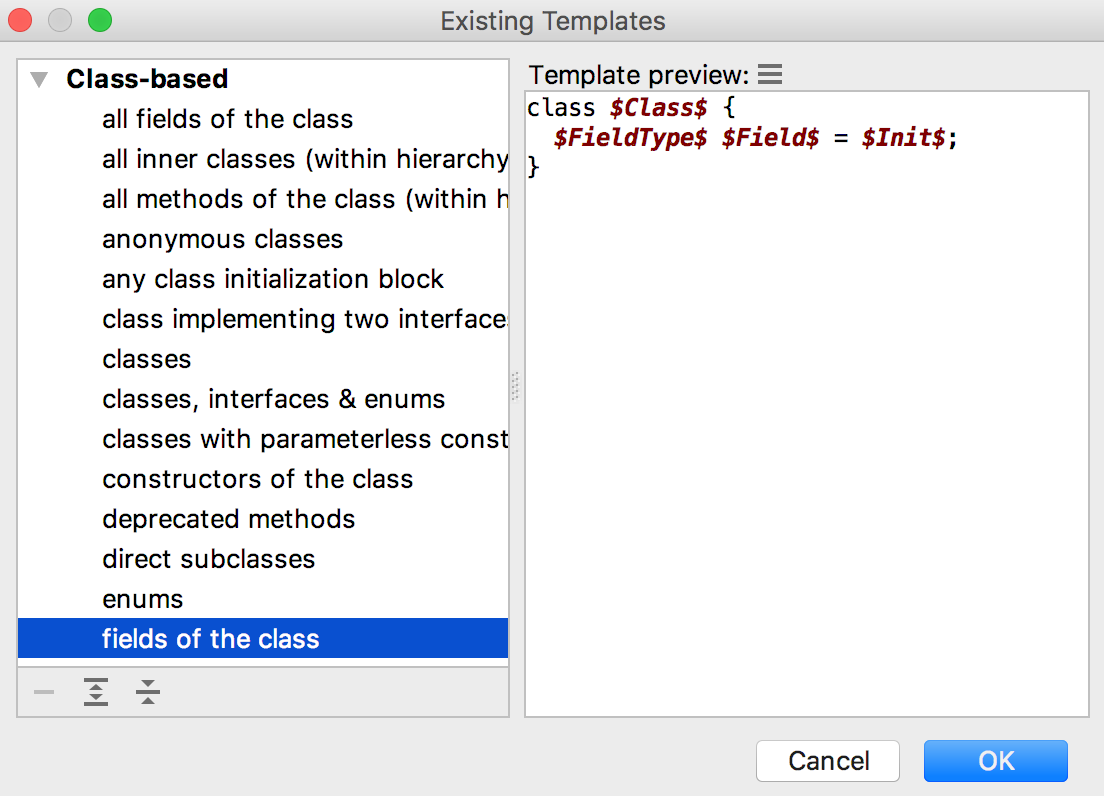 Existing Templates
Class-based
all fields of the class
all inner classes (within hierarchy
all methods of the class (within h
anonymous classes
any class initialization block
class implementing two interfaces
classes
classes, interfaces & enums
classes with parameterless const
constructors of the class
deprecated methods
direct subclasses
enums
fields of the class
Template preview:
class $Class$ {
  $FieldType$ $Field$ = $Init$;
}
Cancel
OK